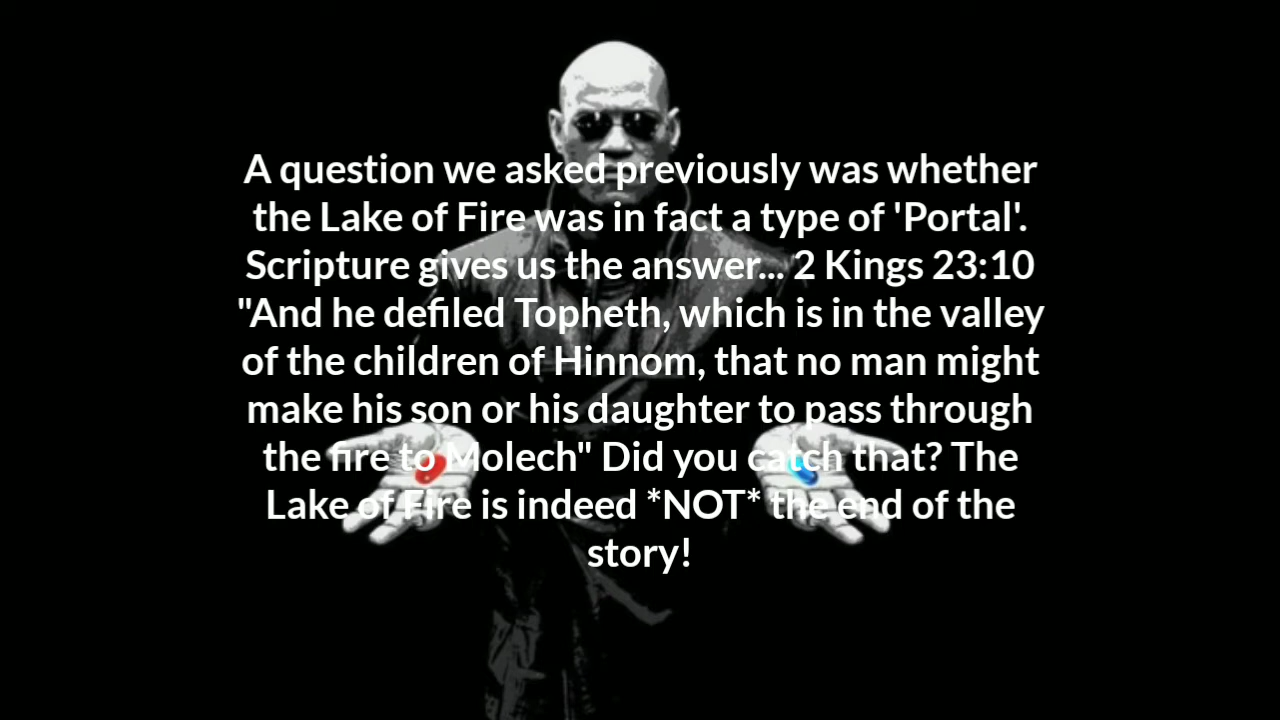 A question we asked previously was whether
the Lake of Fire was in fact a type of 'Portal'.
Scripture gives us the answer... 2 Kings 23:10
"And he defiled Topheth, which is in the valley
of the children of Hinnom, that no man might
make his son or his daughter to pass through
the fire to Molech" Did you catch that? The
Lake of Fire is indeed *NOT* the end of the
story!